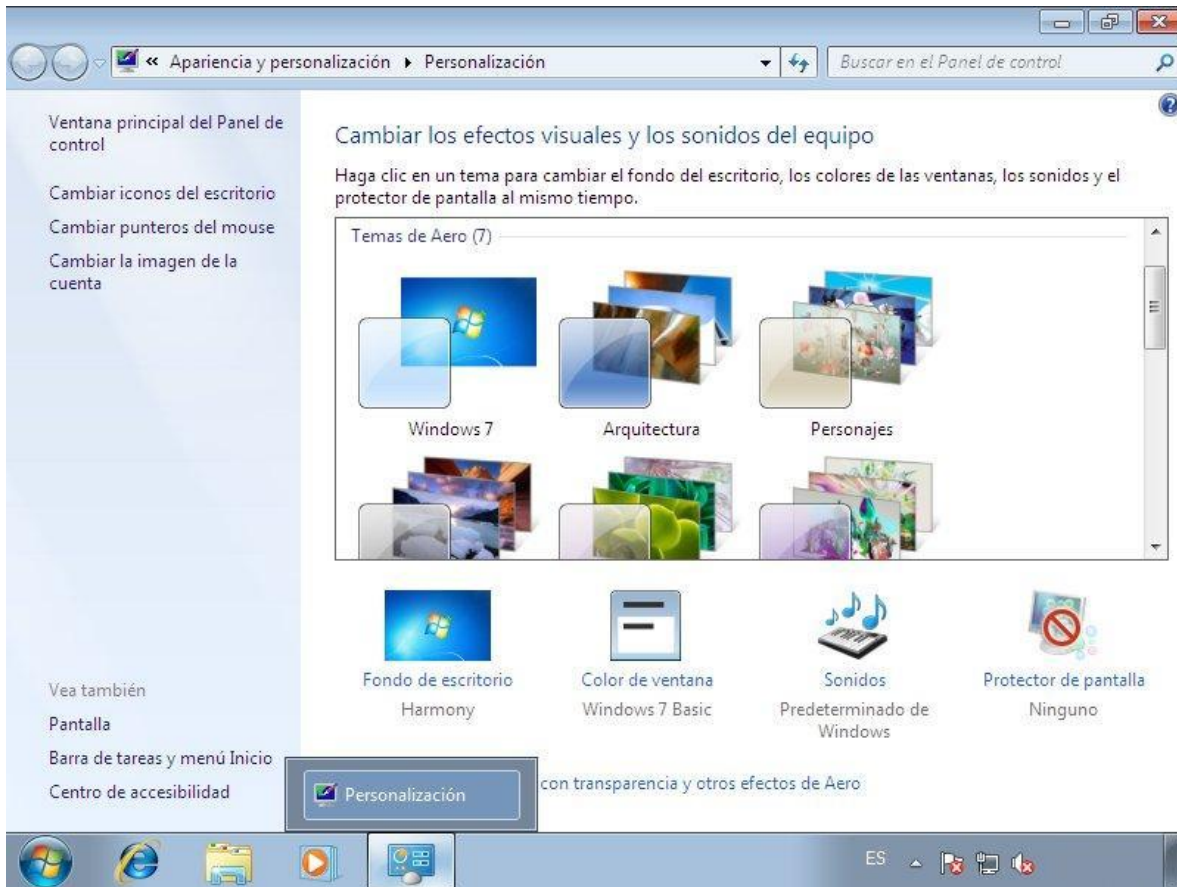 « Apariencia y personalización ▸ Personalización
Buscar en el Panel de control
Ventana principal del Panel de
control
Cambiar iconos del escritorio
Cambiar punteros del mouse
Cambiar la imagen de la
cuenta
Cambiar los efectos visuales y los sonidos del equipo
Haga clic en un tema para cambiar el fondo del escritorio, los colores de las ventanas, los sonidos y el
protector de pantalla al mismo tiempo.
Temas de Aero (7)
Windows 7
Arquitectura
Personajes
Fondo de escritorio
Harmony
Color de ventana
Windows 7 Basic
Sonidos
Predeterminado de
Windows
Protector de pantalla
Ninguno
Vea también
Pantalla
Barra de tareas y menú Inicio
Centro de accesibilidad
Personalización
con transparencia y otros efectos de Aero
ES